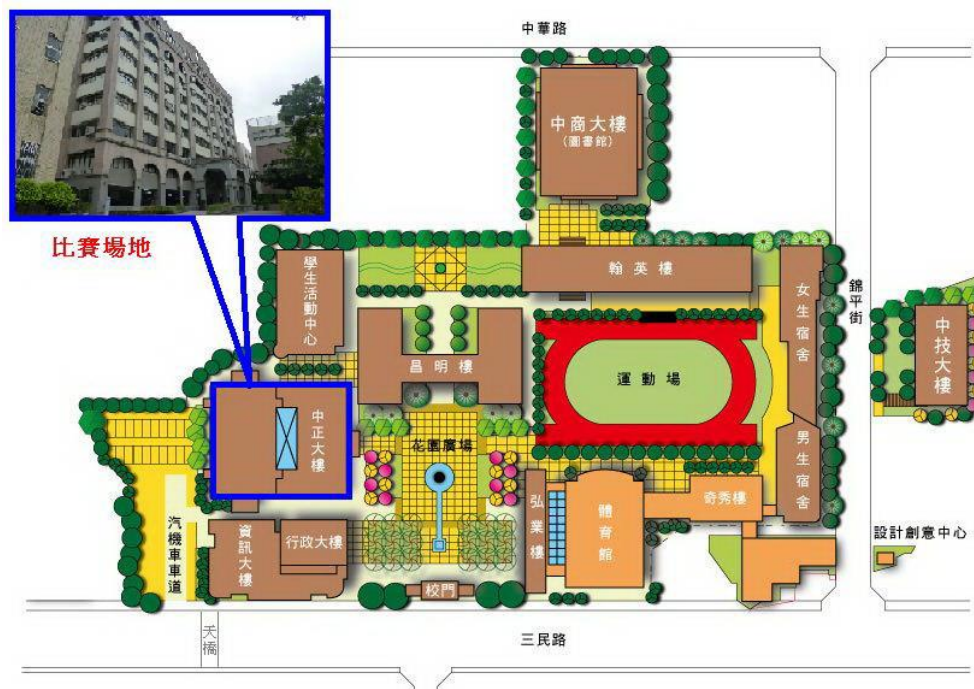 中華路
中商大樓
(圖書館)
比賽場地
學生活動中心
翰英樓
女生宿舍
錦平街
中技大樓
昌明樓
運動場
中正大樓
花園廣場
男生宿舍
弘業樓
體育館
奇秀樓
汽機車車道
資訊大樓
行政大樓
設計創意中心
校門
天橋
三民路